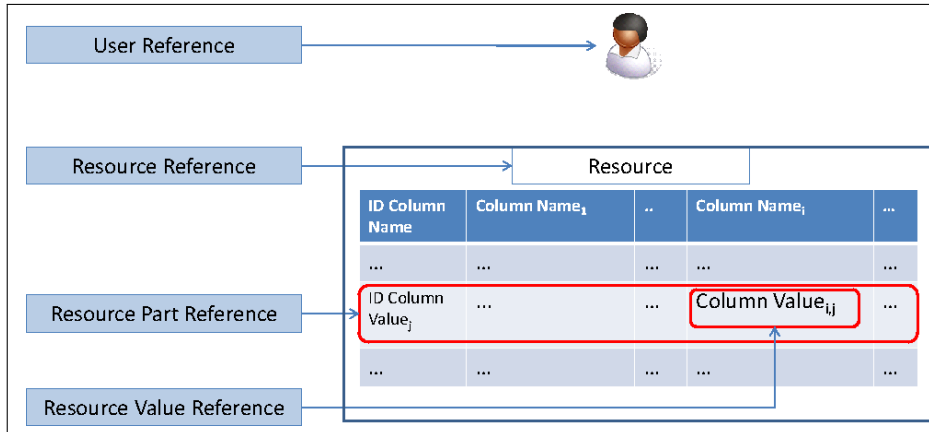 User Reference
Resource Reference
Resource
ID Column Name Column Name₁ .. Column Nameᵢ ...
... ... ... ... ...
Resource Part Reference
ID Column Valueⱼ ... ... Column Valueᵢ,ⱼ ...
... ... ... ... ...
Resource Value Reference